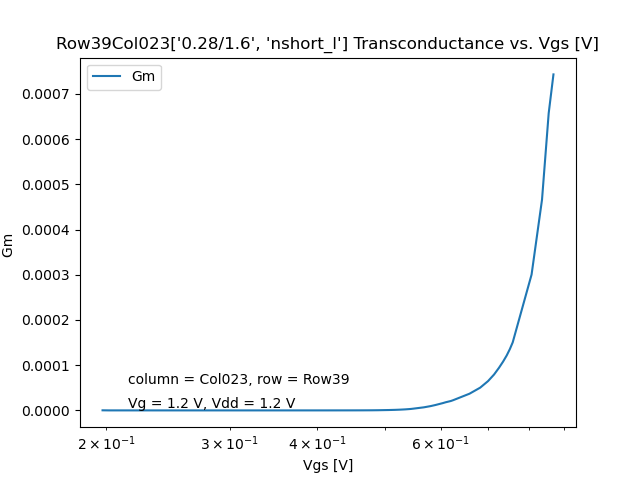 Row39Col023['0.28/1.6', 'nshort_l'] Transconductance vs. Vgs [V]
Gm
0.0007
0.0006
0.0005
0.0004
0.0003
0.0002
0.0001
0.0000
Gm
column = Col023, row = Row39
Vg = 1.2 V, Vdd = 1.2 V
2 × 10⁻¹ 3 × 10⁻¹ 4 × 10⁻¹ 6 × 10⁻¹
Vgs [V]